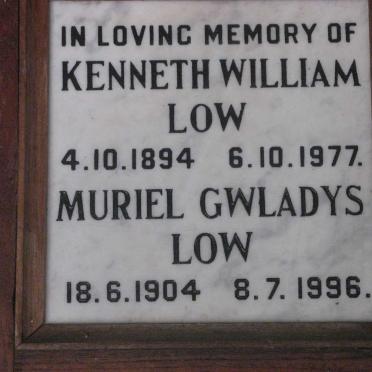 IN LOVING MEMORY OF
KENNETH WILLIAM
LOW
4.10.1894 6.10.1977.
MURIEL GWLADYS
LOW
18.6.1904 8.7.1996.